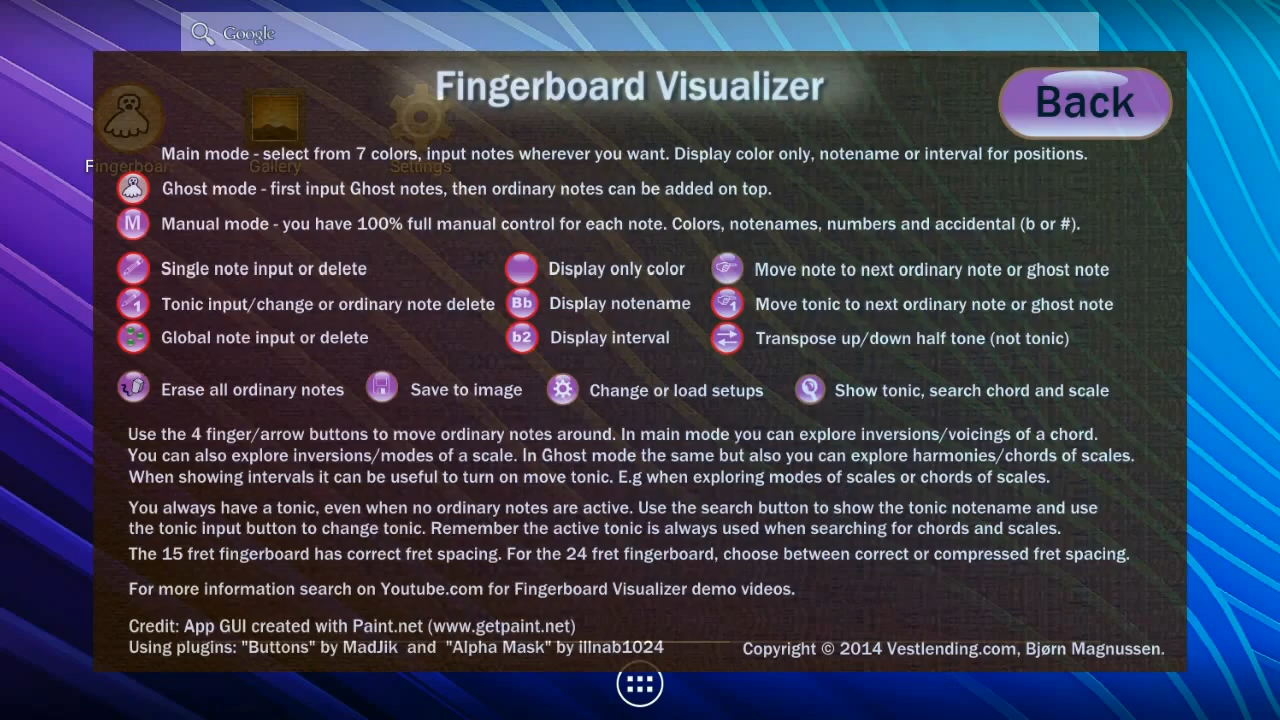 Google
Fingerboard Visualizer
Back
Fingerboar
Gallery
Settings
Main mode - select from 7 colors, input notes wherever you want. Display color only, notename or interval for positions.
Ghost mode - first input Ghost notes, then ordinary notes can be added on top.
M Manual mode - you have 100% full manual control for each note. Colors, notenames, numbers and accidental (b or #).
Single note input or delete Display only color Move note to next ordinary note or ghost note
1 Tonic input/change or ordinary note delete Bb Display notename 1 Move tonic to next ordinary note or ghost note
Global note input or delete b2 Display interval Transpose up/down half tone (not tonic)
Erase all ordinary notes Save to image Change or load setups Show tonic, search chord and scale
Use the 4 finger/arrow buttons to move ordinary notes around. In main mode you can explore inversions/voicings of a chord.
You can also explore inversions/modes of a scale. In Ghost mode the same but also you can explore harmonies/chords of scales.
When showing intervals it can be useful to turn on move tonic. E.g when exploring modes of scales or chords of scales.
You always have a tonic, even when no ordinary notes are active. Use the search button to show the tonic notename and use
the tonic input button to change tonic. Remember the active tonic is always used when searching for chords and scales.
The 15 fret fingerboard has correct fret spacing. For the 24 fret fingerboard, choose between correct or compressed fret spacing.
For more information search on Youtube.com for Fingerboard Visualizer demo videos.
Credit: App GUI created with Paint.net (www.getpaint.net)
Using plugins: "Buttons" by MadJik and "Alpha Mask" by illnab1024
Copyright © 2014 Vestlending.com, Bjørn Magnussen.